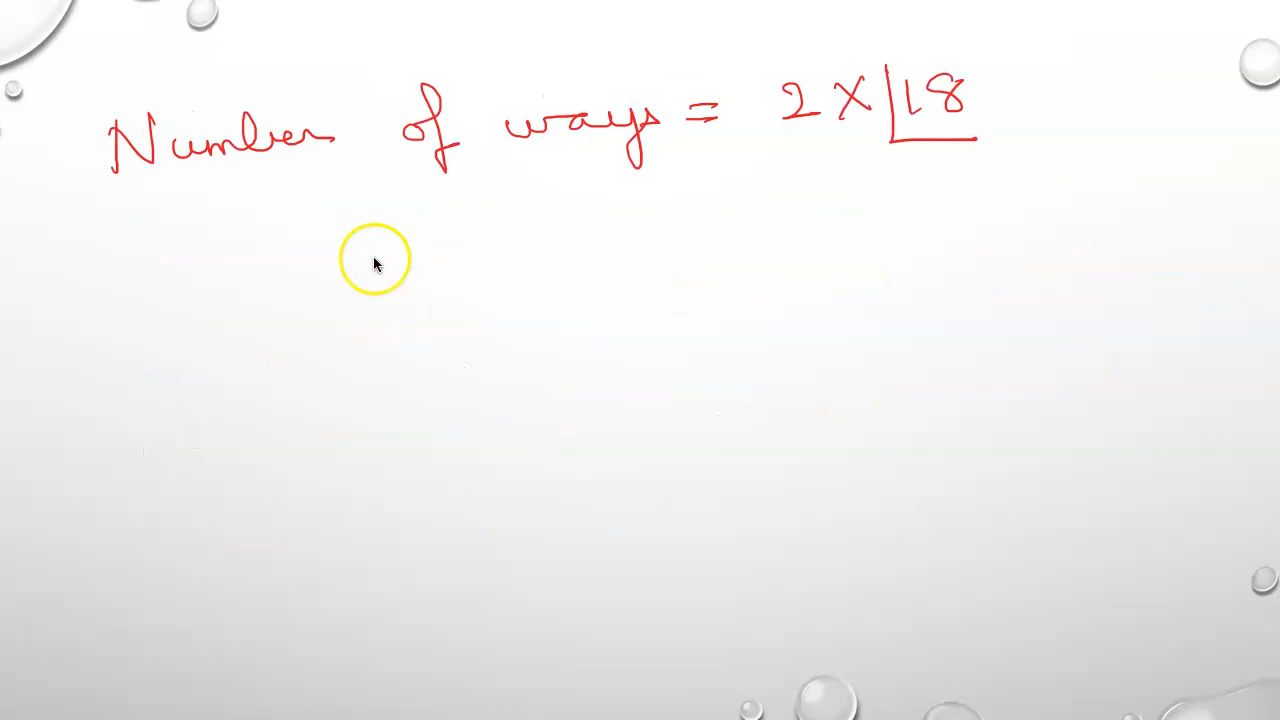 Number of ways = 2 X |18